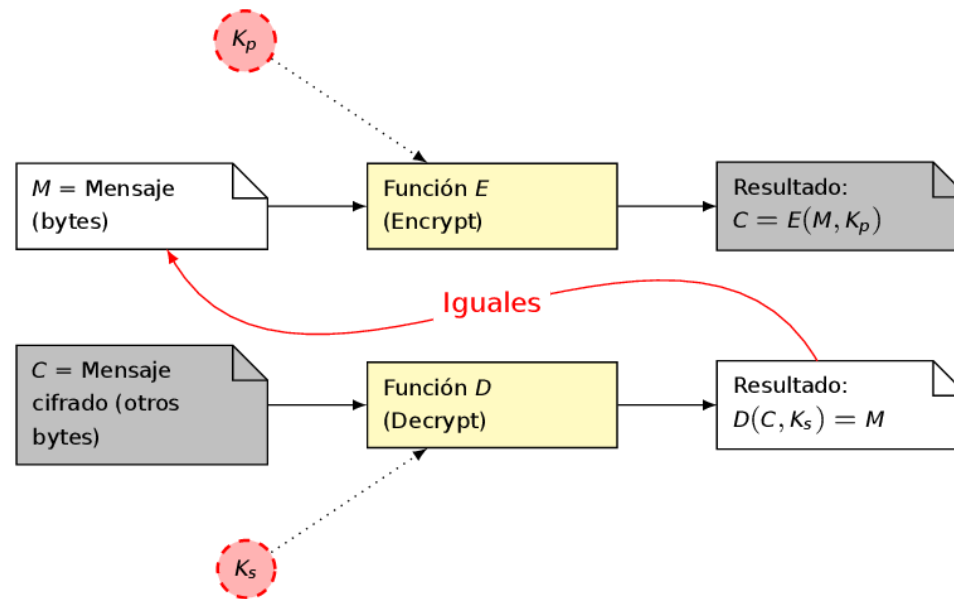 Kₚ
M = Mensaje
(bytes)
Función E
(Encrypt)
Resultado:
C = E(M, Kₚ)
Iguales
C = Mensaje
cifrado (otros
bytes)
Función D
(Decrypt)
Resultado:
D(C, Kₛ) = M
Kₛ